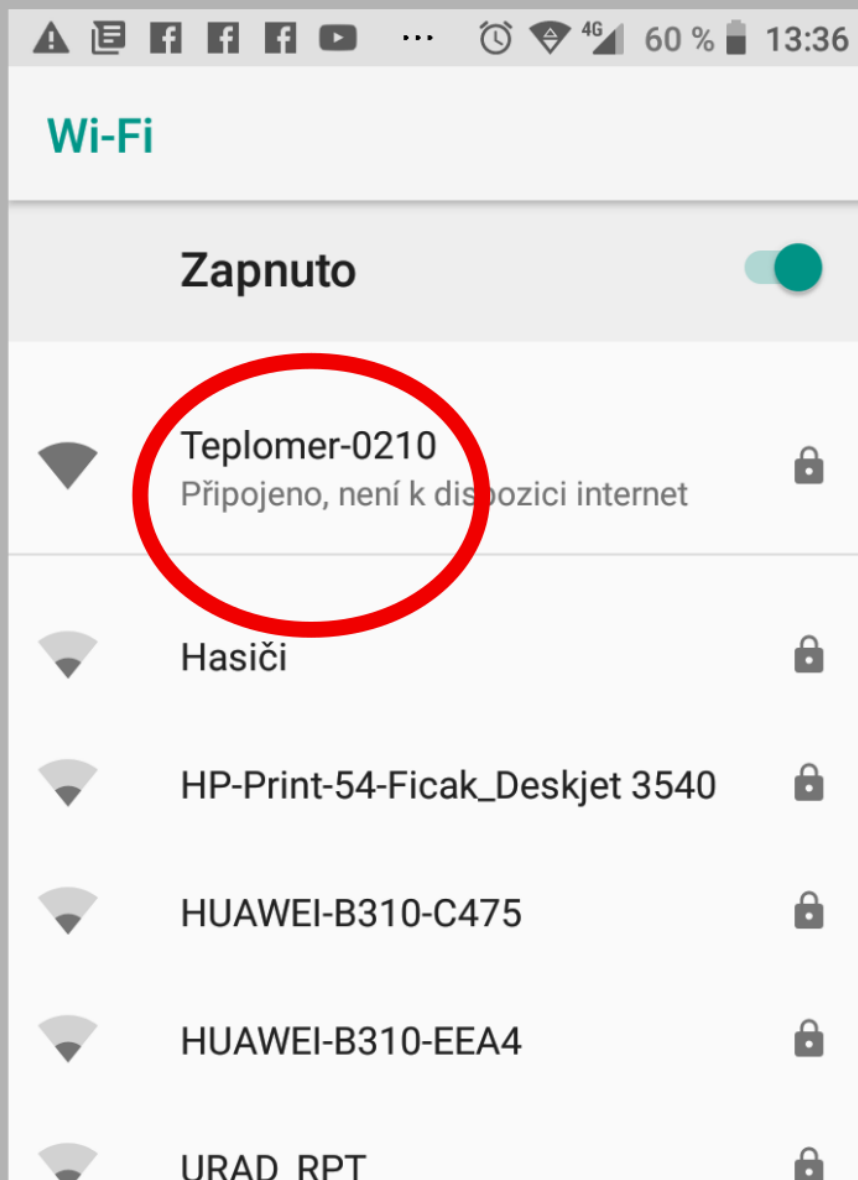 4G 60 % 13:36
Wi-Fi
Zapnuto
Teplomer-0210
Připojeno, není k dispozici internet
Hasiči
HP-Print-54-Ficak_Deskjet 3540
HUAWEI-B310-C475
HUAWEI-B310-EEA4
URAD_RPT